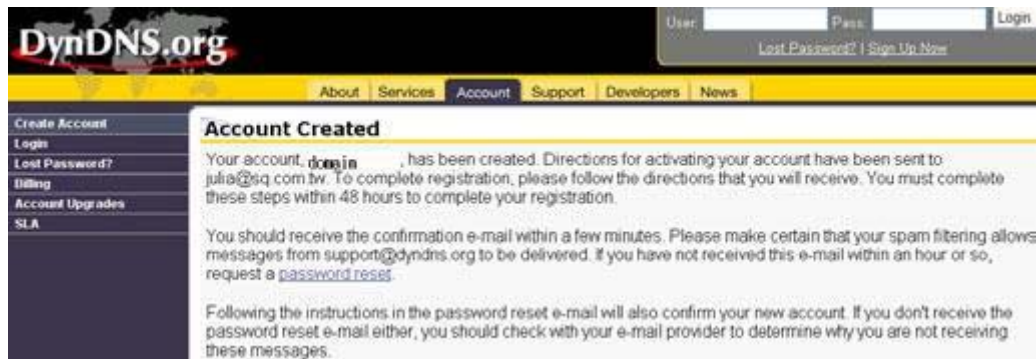 DynDNS.org
User: Pass: Login
Lost Password? | Sign Up Now
About Services Account Support Developers News
Create Account
Login
Lost Password?
Billing
Account Upgrades
SLA
Account Created
Your account, domain , has been created. Directions for activating your account have been sent to
julia@sq.com.tw. To complete registration, please follow the directions that you will receive. You must complete
these steps within 48 hours to complete your registration.
You should receive the confirmation e-mail within a few minutes. Please make certain that your spam filtering allows
messages from support@dyndns.org to be delivered. If you have not received this e-mail within an hour or so,
request a password reset.
Following the instructions in the password reset e-mail will also confirm your new account. If you don't receive the
password reset e-mail either, you should check with your e-mail provider to determine why you are not receiving
these messages.